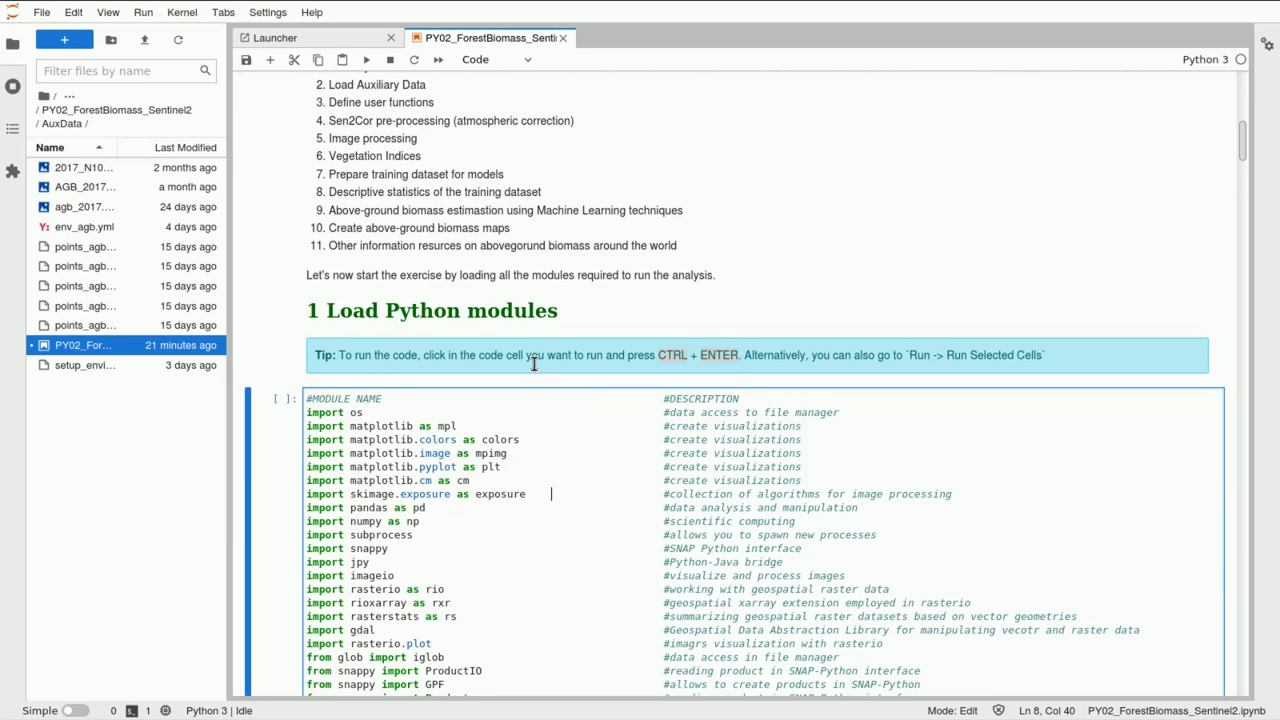 File Edit View Run Kernel Tabs Settings Help
Launcher
PY02_ForestBiomass_Senti
+
Code
Python 3
Filter files by name
/ ...
/ PY02_ForestBiomass_Sentinel2
/ AuxData /
Name Last Modified
2017_N10... 2 months ago
AGB_2017... a month ago
agb_2017.... 24 days ago
Y: env_agb.yml 4 days ago
points_agb... 15 days ago
points_agb... 15 days ago
points_agb... 15 days ago
points_agb... 15 days ago
points_agb... 15 days ago
PY02_For... 21 minutes ago
setup_envi... 3 days ago
2. Load Auxiliary Data
3. Define user functions
4. Sen2Cor pre-processing (atmospheric correction)
5. Image processing
6. Vegetation Indices
7. Prepare training dataset for models
8. Descriptive statistics of the training dataset
9. Above-ground biomass estimastion using Machine Learning techniques
10. Create above-ground biomass maps
11. Other information resurces on abovegorund biomass around the world
Let's now start the exercise by loading all the modules required to run the analysis.
1 Load Python modules
Tip: To run the code, click in the code cell you want to run and press CTRL + ENTER. Alternatively, you can also go to `Run -> Run Selected Cells`
[ ]: #MODULE NAME #DESCRIPTION
import os #data access to file manager
import matplotlib as mpl #create visualizations
import matplotlib.colors as colors #create visualizations
import matplotlib.image as mpimg #create visualizations
import matplotlib.pyplot as plt #create visualizations
import matplotlib.cm as cm #create visualizations
import skimage.exposure as exposure #collection of algorithms for image processing
import pandas as pd #data analysis and manipulation
import numpy as np #scientific computing
import subprocess #allows you to spawn new processes
import snappy #SNAP Python interface
import jpy #Python-Java bridge
import imageio #visualize and process images
import rasterio as rio #working with geospatial raster data
import rioxarray as rxr #geospatial xarray extension employed in rasterio
import rasterstats as rs #summarizing geospatial raster datasets based on vector geometries
import gdal #Geospatial Data Abstraction Library for manipulating vecotr and raster data
import rasterio.plot #imagrs visualization with rasterio
from glob import iglob #data access in file manager
from snappy import ProductIO #reading product in SNAP-Python interface
from snappy import GPF #allows to create products in SNAP-Python
Simple 0 1 Python 3 | Idle Mode: Edit Ln 8, Col 40 PY02_ForestBiomass_Sentinel2.ipynb